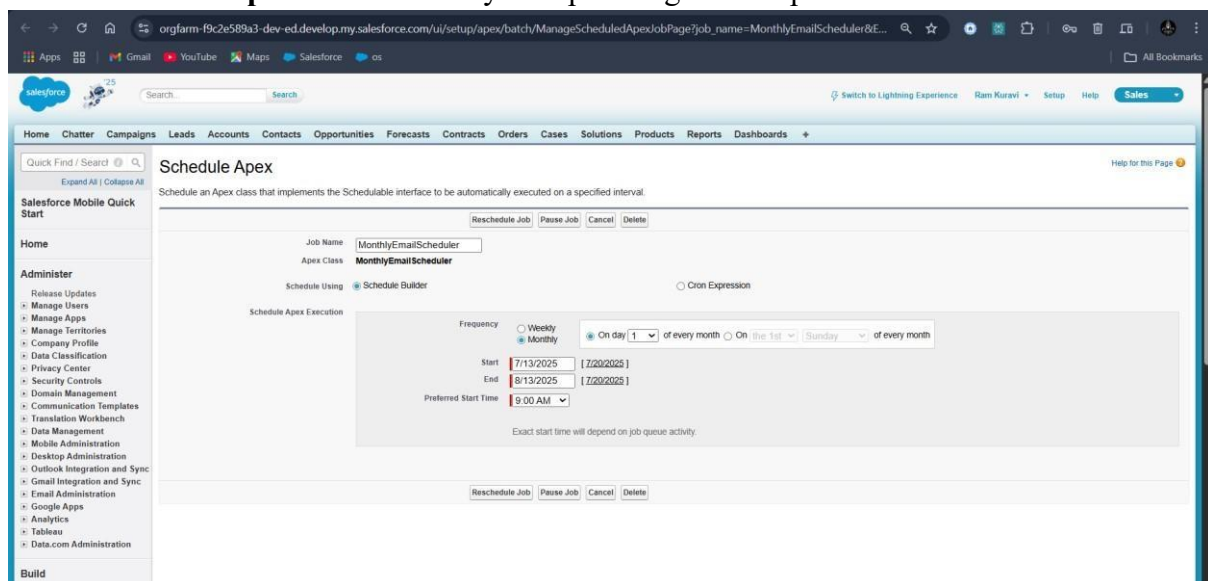 orgfarm-f9c2e589a3-dev-ed.develop.my.salesforce.com/ui/setup/apex/batch/ManageScheduledApexJobPage?job_name=MonthlyEmailScheduler&E...
Apps Gmail YouTube Maps Salesforce os All Bookmarks
salesforce '25 Search... Search Switch to Lightning Experience Ram Kuravi Setup Help Sales
Home Chatter Campaigns Leads Accounts Contacts Opportunities Forecasts Contracts Orders Cases Solutions Products Reports Dashboards +
Quick Find / Search
Expand All | Collapse All
Salesforce Mobile Quick
Start
Home
Administer
Release Updates
Manage Users
Manage Apps
Manage Territories
Company Profile
Data Classification
Privacy Center
Security Controls
Domain Management
Communication Templates
Translation Workbench
Data Management
Mobile Administration
Desktop Administration
Outlook Integration and Sync
Gmail Integration and Sync
Email Administration
Google Apps
Analytics
Tableau
Data.com Administration
Build
Schedule Apex
Help for this Page
Schedule an Apex class that implements the Schedulable interface to be automatically executed on a specified interval.
Reschedule Job Pause Job Cancel Delete
Job Name MonthlyEmailScheduler
Apex Class MonthlyEmailScheduler
Schedule Using Schedule Builder Cron Expression
Schedule Apex Execution
Frequency Weekly
Monthly
On day 1 of every month On the 1st Sunday of every month
Start 7/13/2025 [ 7/20/2025 ]
End 8/13/2025 [ 7/20/2025 ]
Preferred Start Time 9:00 AM
Exact start time will depend on job queue activity.
Reschedule Job Pause Job Cancel Delete